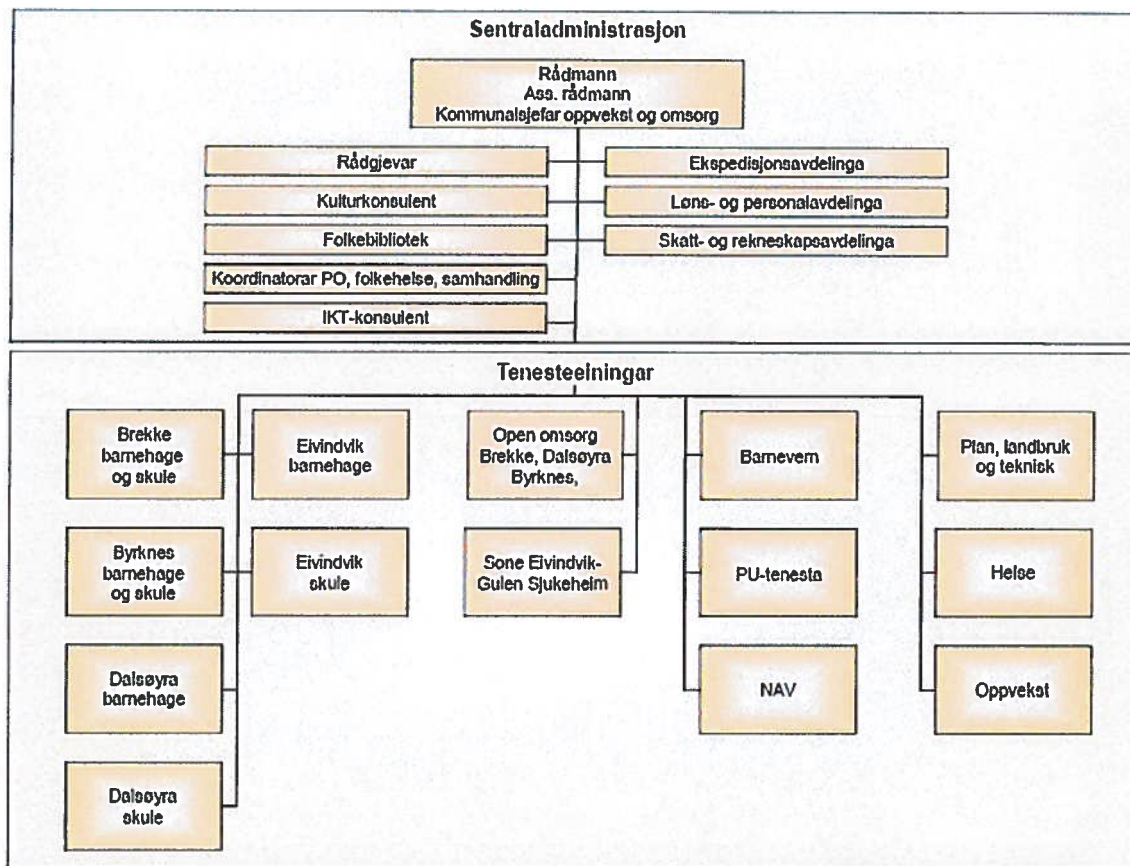 Sentraladministrasjon
Rådmann
Ass. rådmann
Kommunalsjefar oppvekst og omsorg
Rådgjevar
Kulturkonsulent
Folkebibliotek
Koordinatorar PO, folkehelse, samhandling
IKT-konsulent
Ekspedisjonsavdelinga
Løns- og personalavdelinga
Skatt- og rekneskapsavdelinga
Tenesteeiningar
Brekke
barnehage
og skule
Byrknes
barnehage
og skule
Dalsøyra
barnehage
Dalsøyra
skule
Eivindvik
barnehage
Eivindvik
skule
Open omsorg
Brekke, Dalsøyra
Byrknes,
Sone Eivindvik-
Gulen Sjukeheim
Barnevern
PU-tenesta
NAV
Plan, landbruk
og teknisk
Helse
Oppvekst